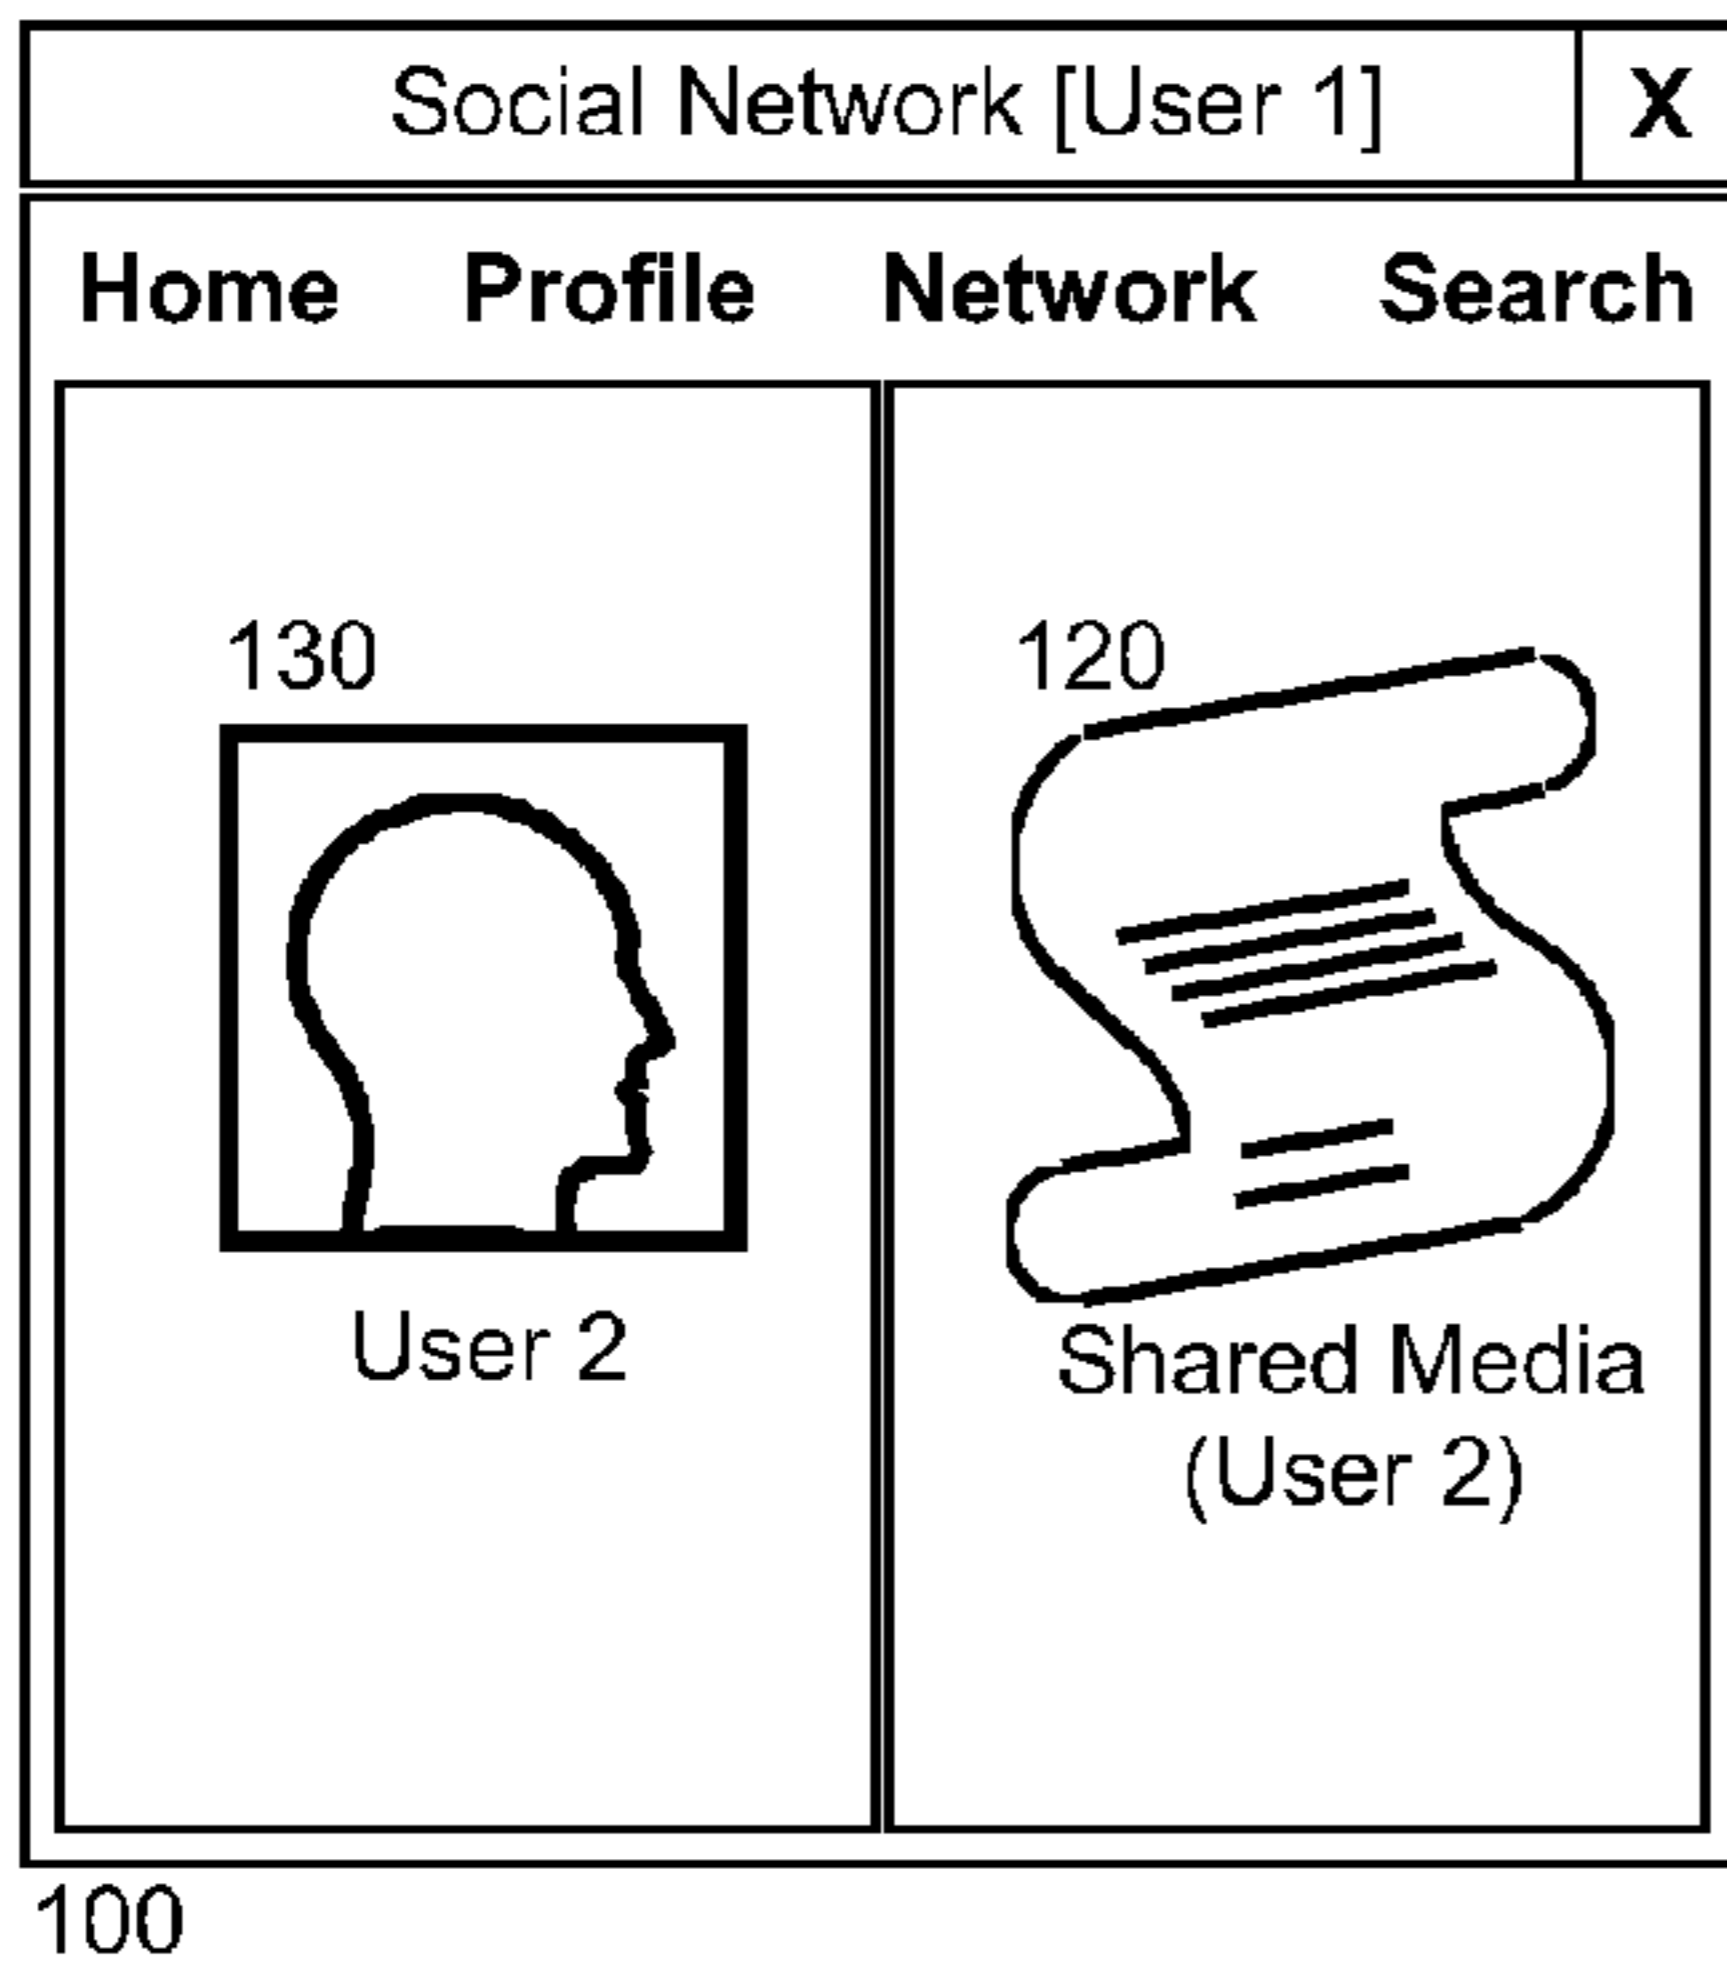 Social Network [User 1] X
Home Profile Network Search
130
User 2
120
Shared Media
(User 2)
100